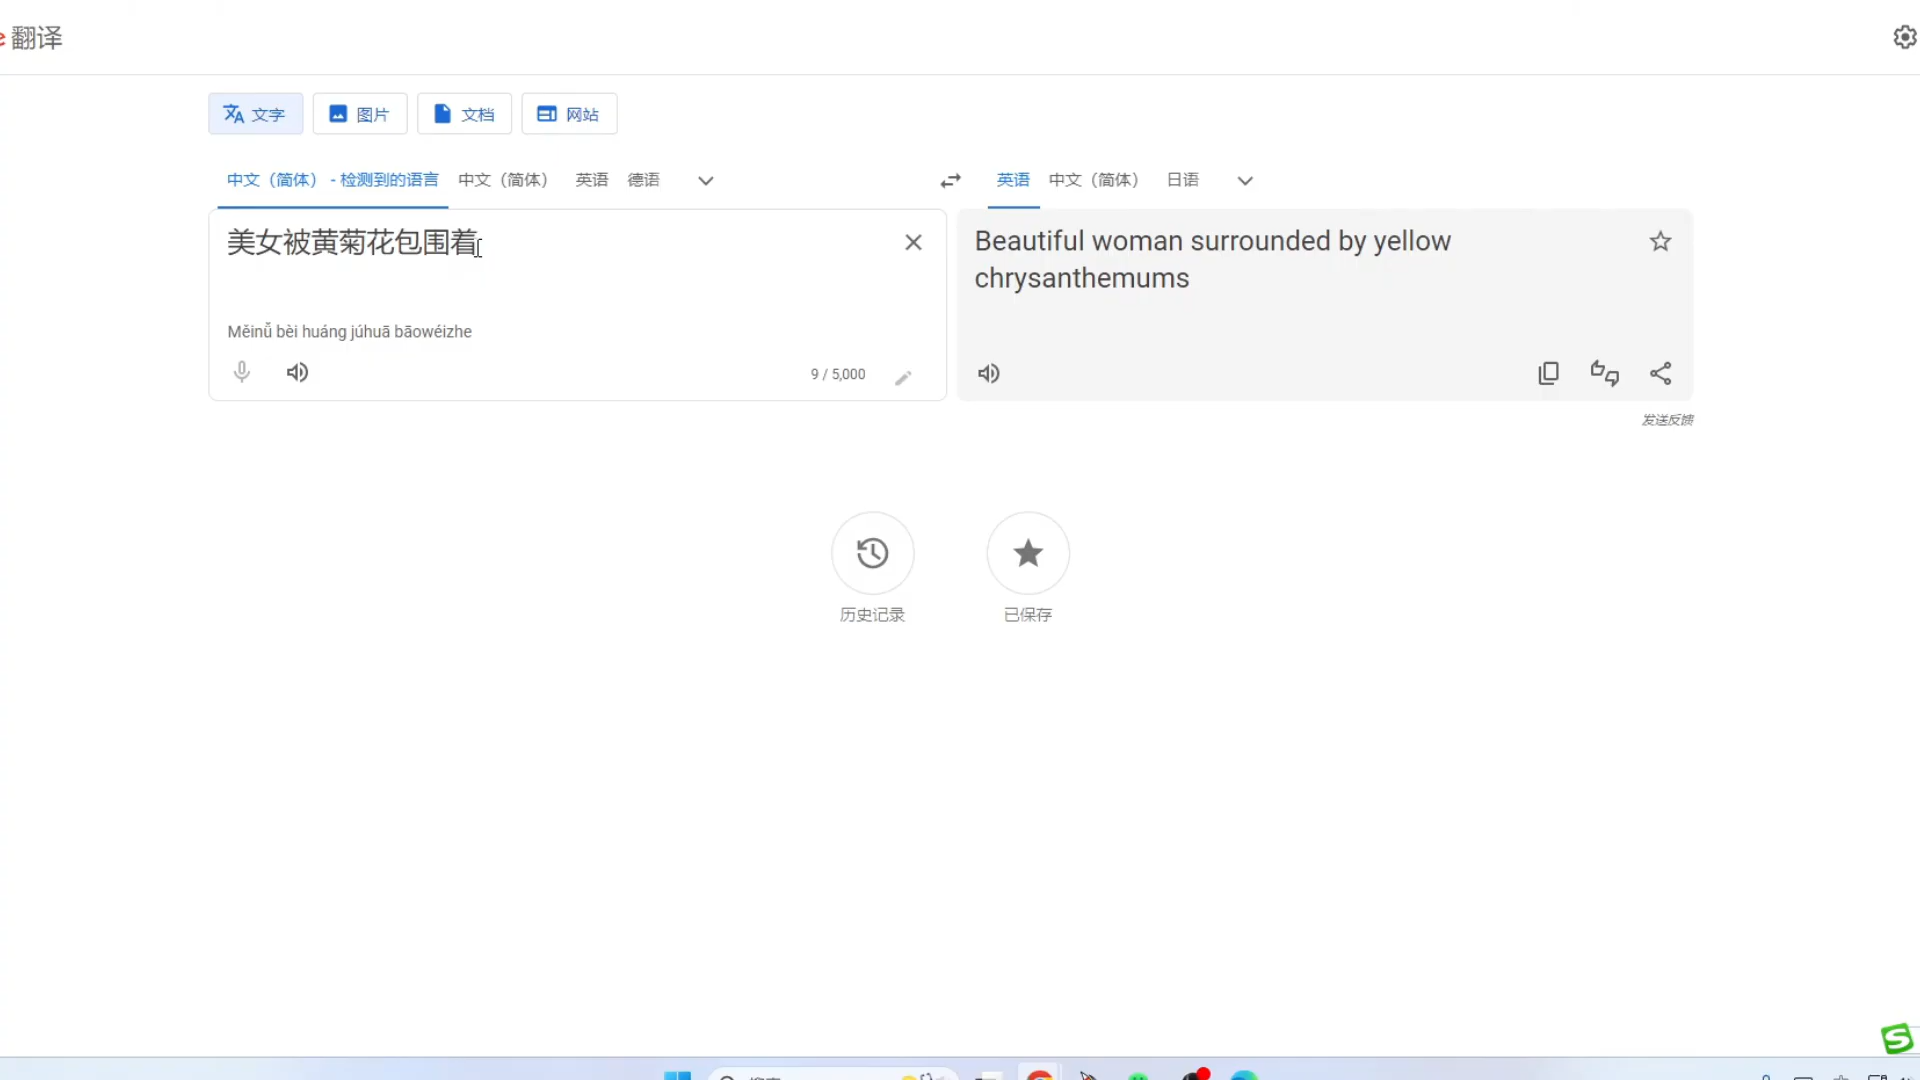 翻译
文字 图片 文档 网站
中文（简体） - 检测到的语言 中文（简体） 英语 德语
英语 中文（简体） 日语
美女被黄菊花包围着
Měinǚ bèi huáng júhuā bāowéizhe
9 / 5,000
Beautiful woman surrounded by yellow
chrysanthemums
发送反馈
历史记录 已保存